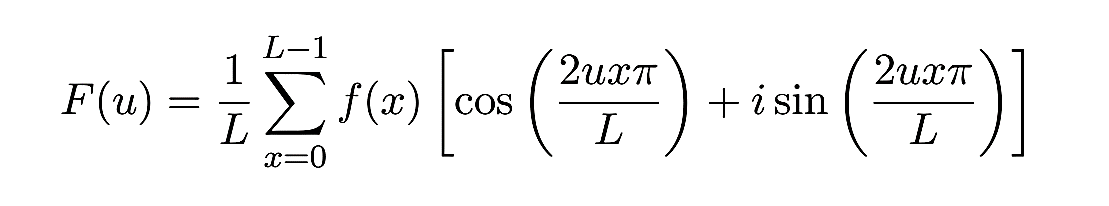 F(u) = \frac{1}{L} \sum_{x=0}^{L-1} f(x) \left[ \cos \left( \frac{2ux\pi}{L} \right) + i \sin \left( \frac{2ux\pi}{L} \right) \right]